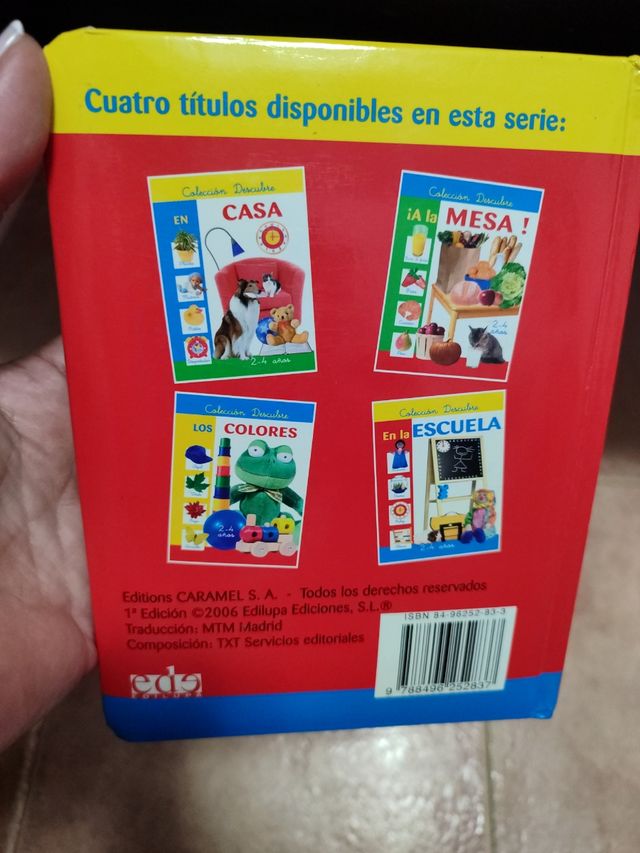 Cuatro títulos disponibles en esta serie:
Colección Descubre
EN CASA
2-4 años
Colección Descubre
¡A la MESA !
2-4 años
Colección Descubre
LOS COLORES
2-4 años
Colección Descubre
En la ESCUELA
2-4 años
Editions CARAMEL S. A. - Todos los derechos reservados
1ª Edición ©2006 Edilupa Ediciones, S.L.®
Traducción: MTM Madrid
Composición: TXT Servicios editoriales
ISBN 84-96252-83-3
9 788496 252837
ede
EDILUPA